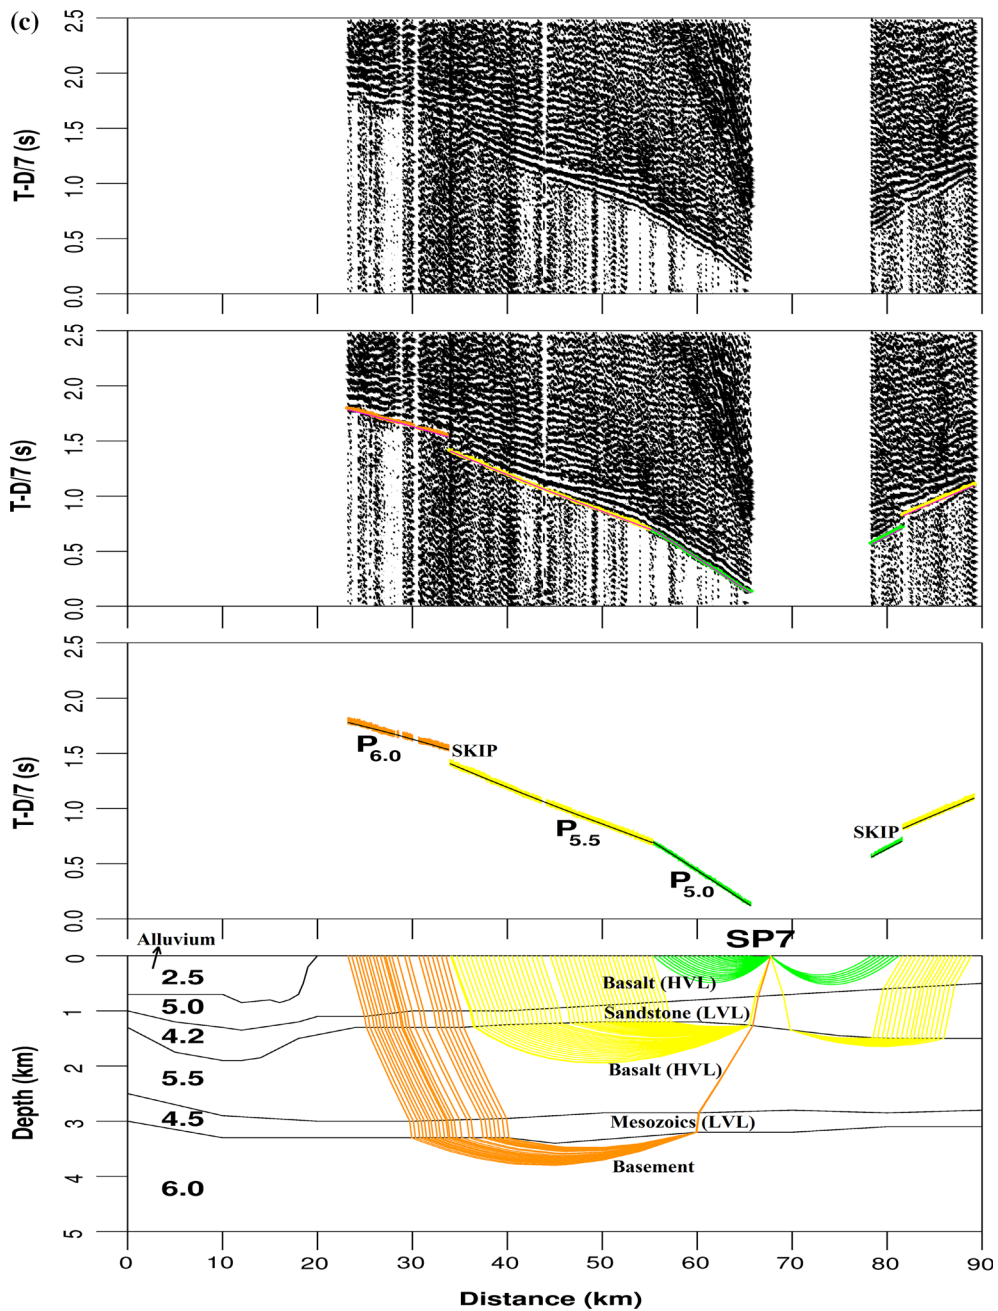 (c)
2.5
2.0
1.5
1.0
0.5
0.0
T-D/7 (s)
2.5
2.0
1.5
1.0
0.5
0.0
T-D/7 (s)
2.5
2.0
1.5
1.0
0.5
0.0
T-D/7 (s)
P6.0
SKIP
P5.5
P5.0
SKIP
SP7
Alluvium
0
1
2
3
4
5
Depth (km)
2.5
5.0
4.2
5.5
4.5
6.0
Basalt (HVL)
Sandstone (LVL)
Basalt (HVL)
Mesozoics (LVL)
Basement
0 10 20 30 40 50 60 70 80 90
Distance (km)